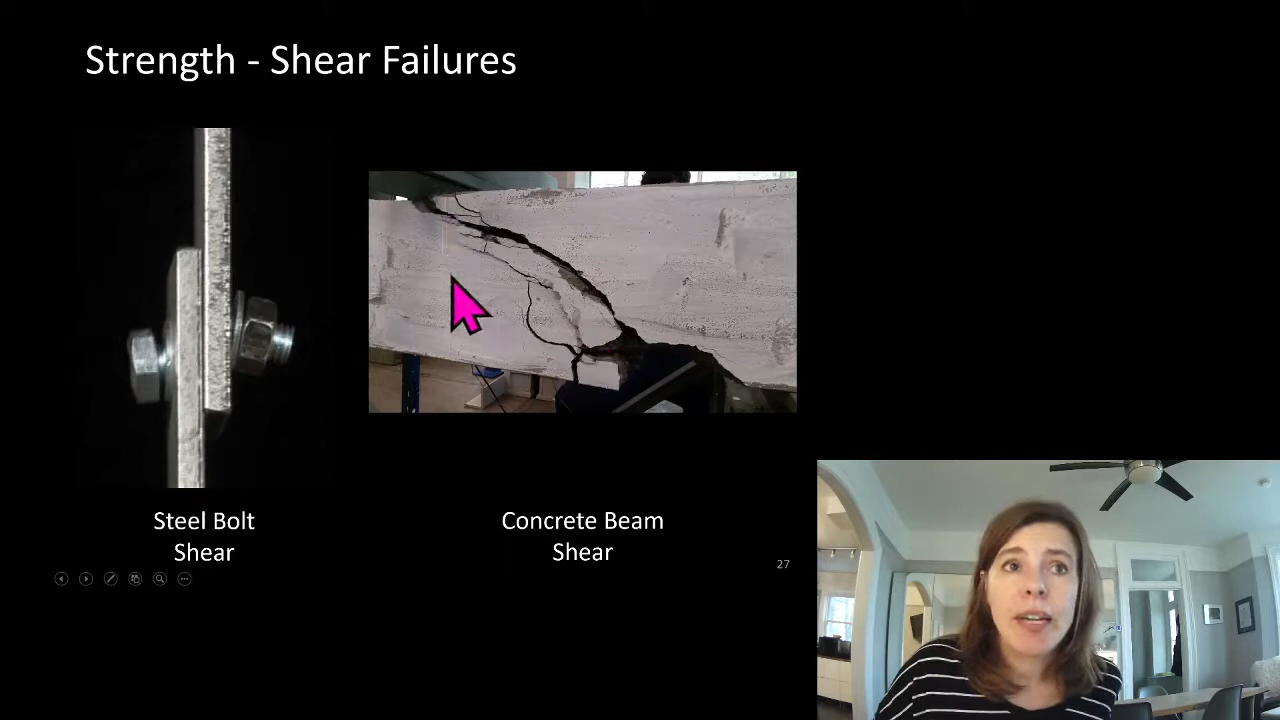 Strength - Shear Failures
Steel Bolt
Shear
Concrete Beam
Shear
27